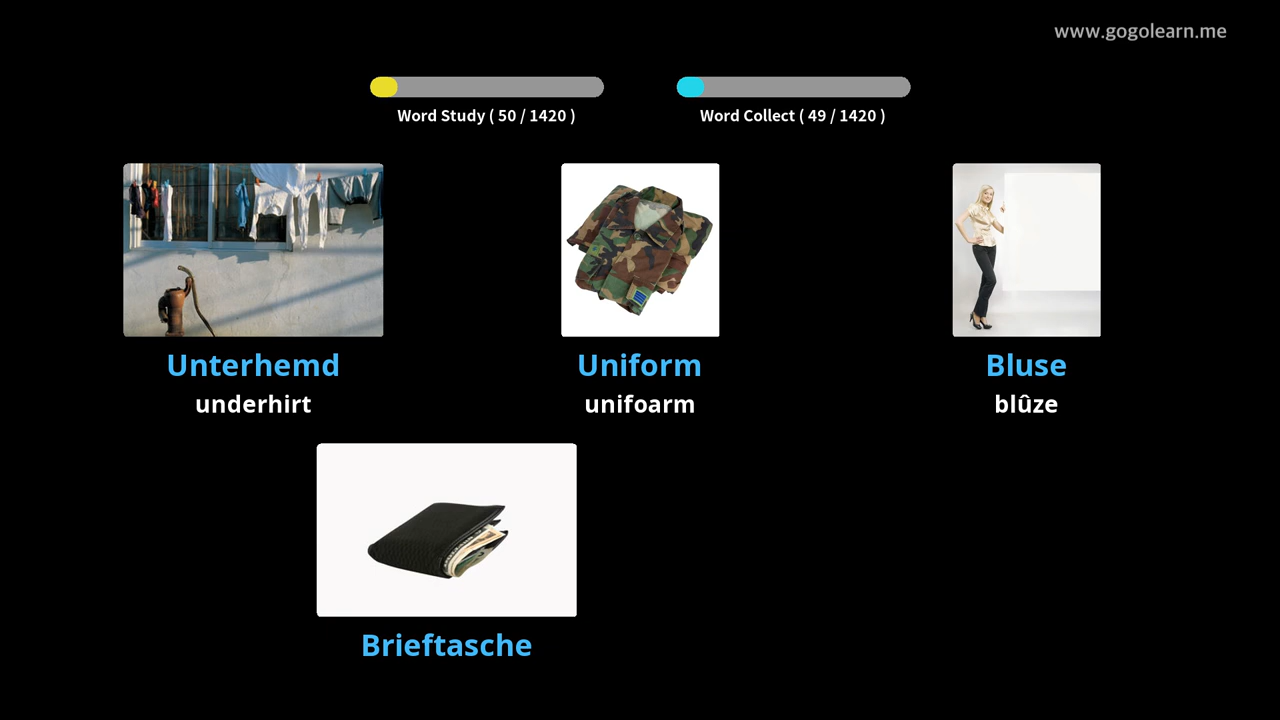 www.gogolearn.me
Word Study ( 50 / 1420 )
Word Collect ( 49 / 1420 )
Unterhemd
underhirt
Uniform
unifoarm
Bluse
blûze
Brieftasche